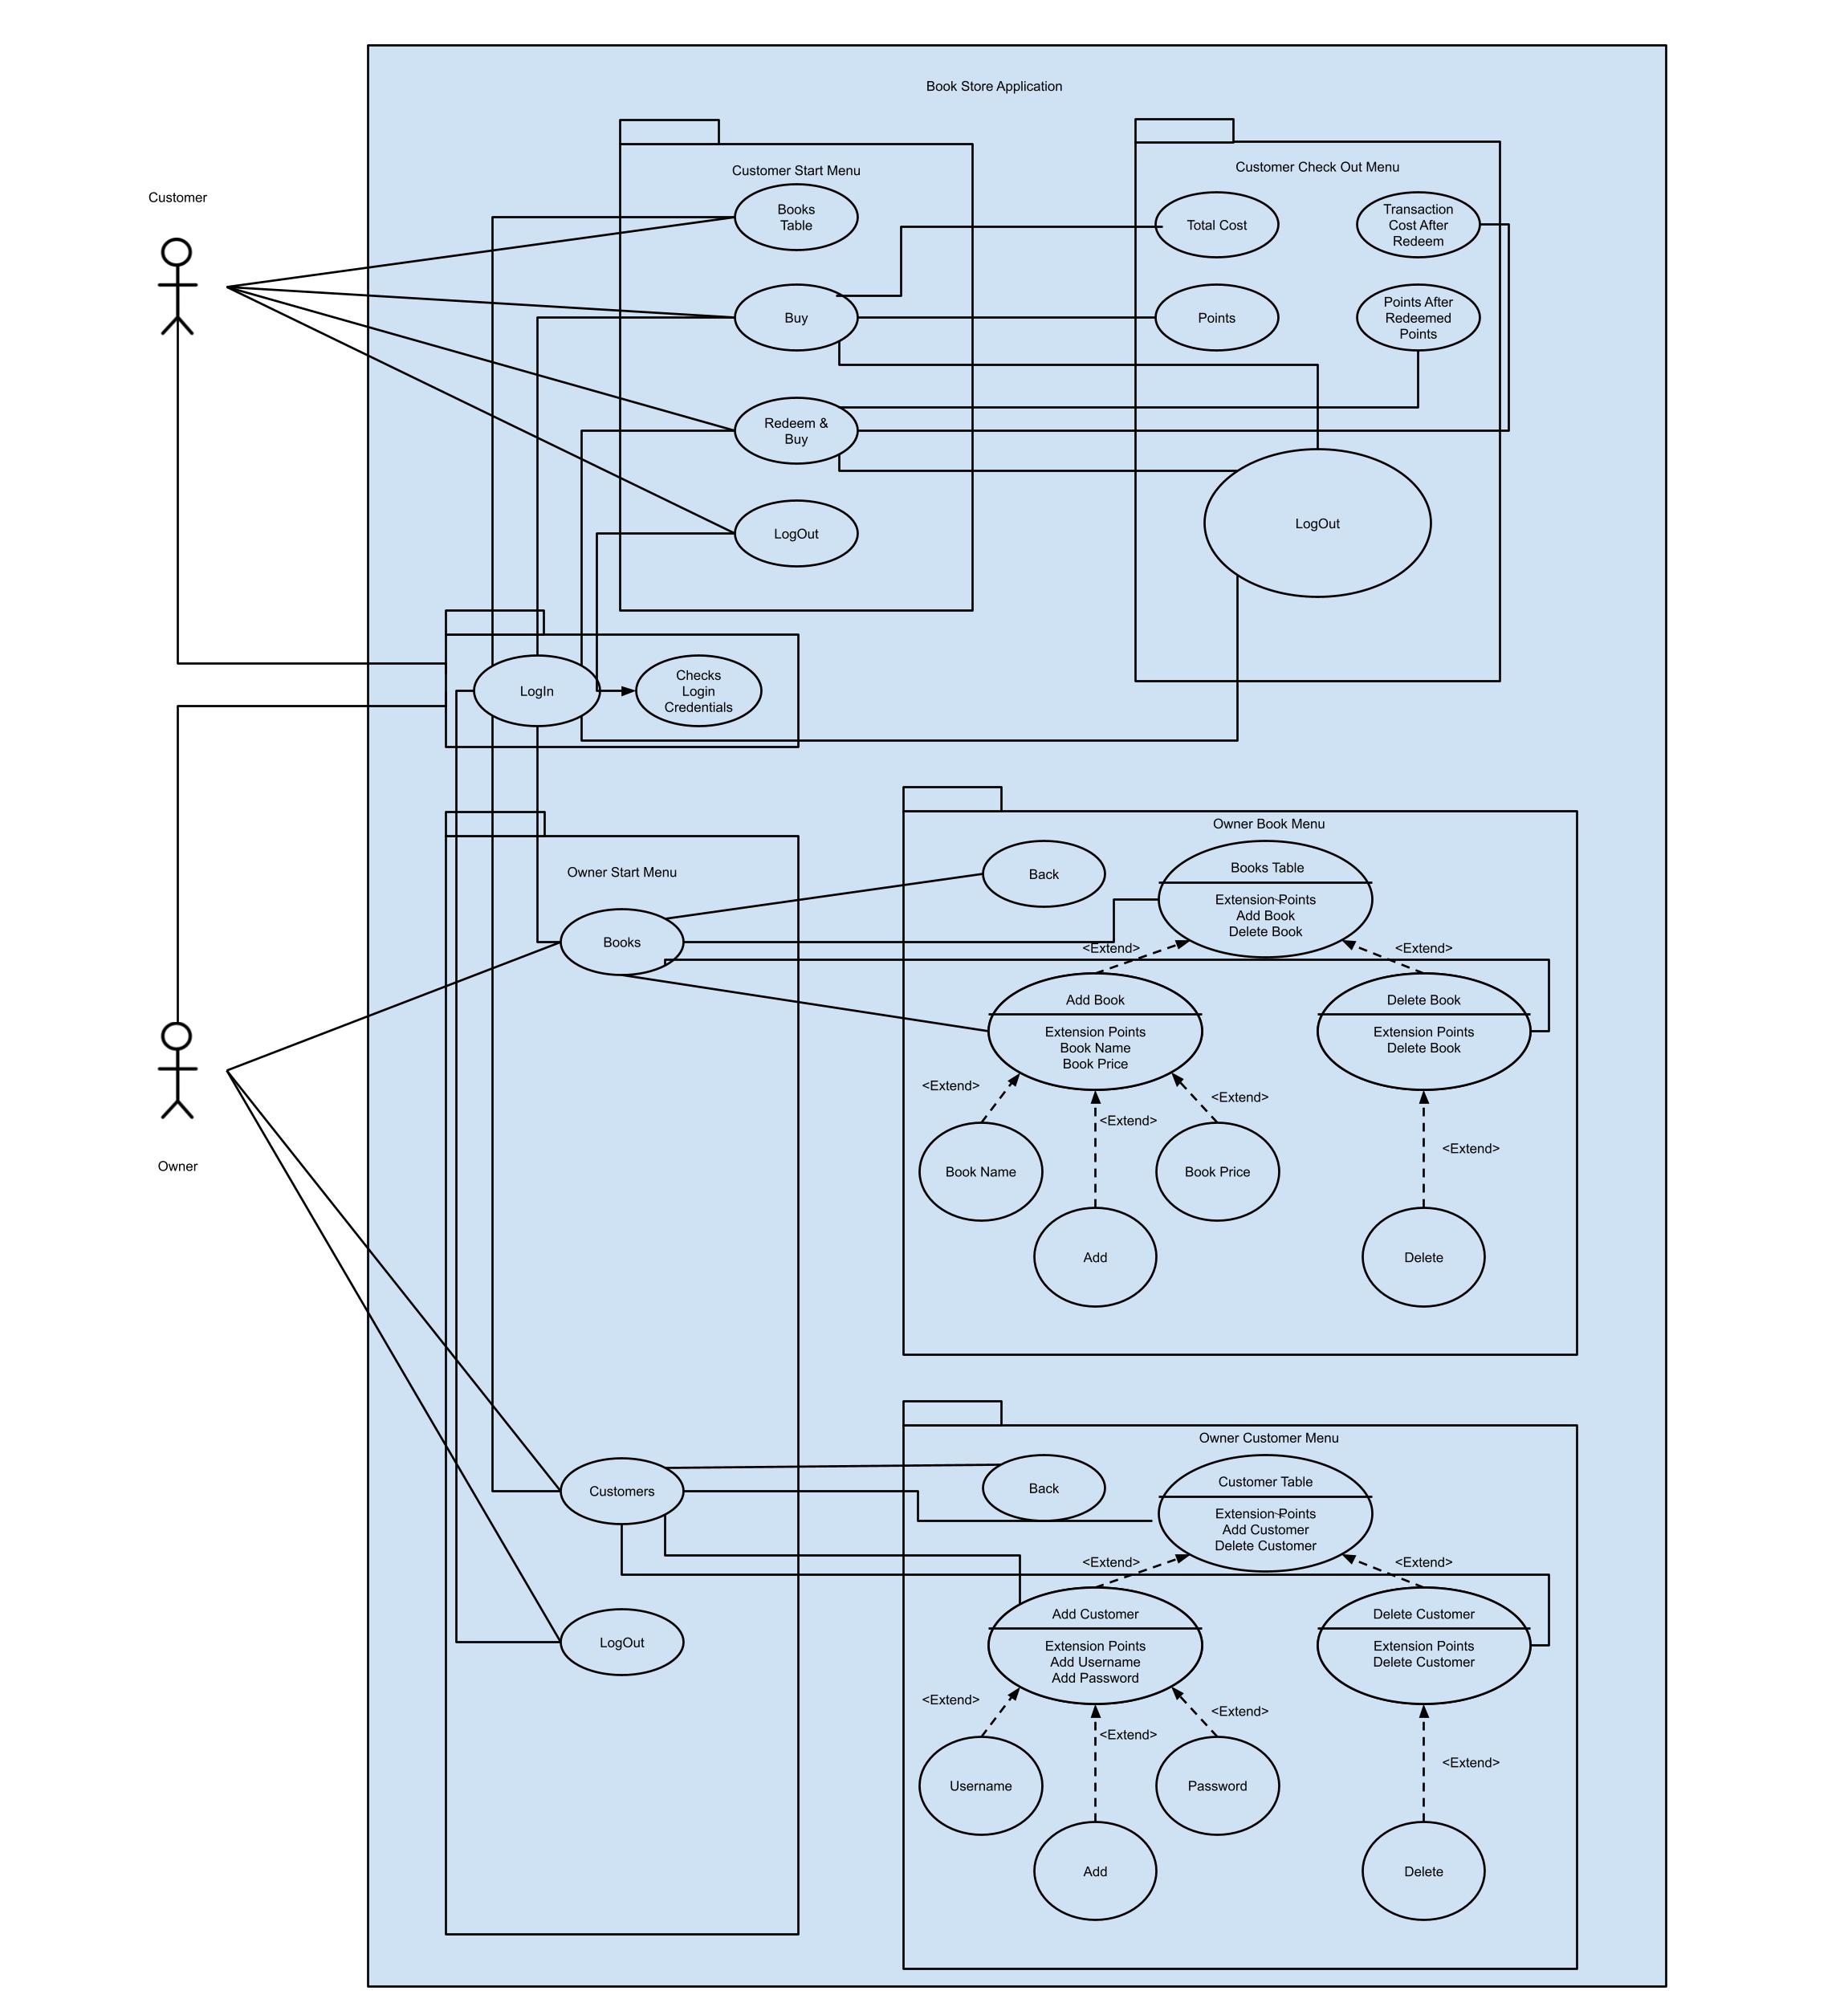 Book Store Application
Customer
Customer Start Menu
Books
Table
Buy
Redeem &
Buy
LogOut
Customer Check Out Menu
Total Cost
Transaction
Cost After
Redeem
Points
Points After
Redeemed
Points
LogOut
LogIn
Checks
Login
Credentials
Owner
Owner Start Menu
Books
Customers
LogOut
Owner Book Menu
Back
Books Table
Extension Points
Add Book
Delete Book
<Extend>
<Extend>
Add Book
Extension Points
Book Name
Book Price
Delete Book
Extension Points
Delete Book
<Extend>
<Extend>
<Extend>
<Extend>
Book Name
Book Price
Add
Delete
Owner Customer Menu
Back
Customer Table
Extension Points
Add Customer
Delete Customer
<Extend>
<Extend>
Add Customer
Extension Points
Add Username
Add Password
Delete Customer
Extension Points
Delete Customer
<Extend>
<Extend>
<Extend>
<Extend>
Username
Password
Add
Delete